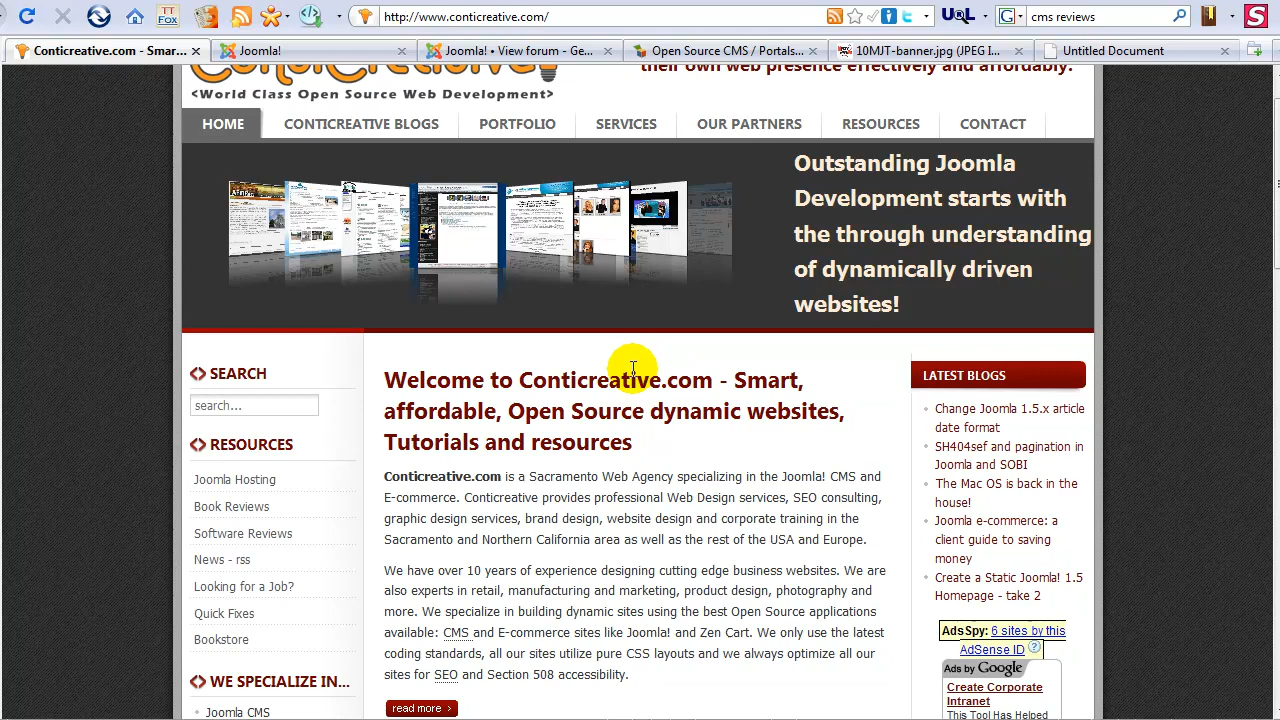 TT
Fox
http://www.conticreative.com/
URL
G
cms reviews
S
Conticreative.com - Smar...
Joomla!
Joomla! • View forum - Ge...
Open Source CMS / Portals...
10MJT-banner.jpg (JPEG I...
Untitled Document
ContiCreative!
their own web presence effectively and affordably.
<World Class Open Source Web Development>
HOME
CONTICREATIVE BLOGS
PORTFOLIO
SERVICES
OUR PARTNERS
RESOURCES
CONTACT
Outstanding Joomla
Development starts with
the through understanding
of dynamically driven
websites!
SEARCH
search...
RESOURCES
Joomla Hosting
Book Reviews
Software Reviews
News - rss
Looking for a Job?
Quick Fixes
Bookstore
WE SPECIALIZE IN...
Joomla CMS
Welcome to Conticreative.com - Smart,
affordable, Open Source dynamic websites,
Tutorials and resources
Conticreative.com is a Sacramento Web Agency specializing in the Joomla! CMS and
E-commerce. Conticreative provides professional Web Design services, SEO consulting,
graphic design services, brand design, website design and corporate training in the
Sacramento and Northern California area as well as the rest of the USA and Europe.
We have over 10 years of experience designing cutting edge business websites. We are
also experts in retail, manufacturing and marketing, product design, photography and
more. We specialize in building dynamic sites using the best Open Source applications
available: CMS and E-commerce sites like Joomla! and Zen Cart. We only use the latest
coding standards, all our sites utilize pure CSS layouts and we always optimize all our
sites for SEO and Section 508 accessibility.
read more
LATEST BLOGS
Change Joomla 1.5.x article
date format
SH404sef and pagination in
Joomla and SOBI
The Mac OS is back in the
house!
Joomla e-commerce: a
client guide to saving
money
Create a Static Joomla! 1.5
Homepage - take 2
AdsSpy: 6 sites by this
AdSense ID ?
Ads by Google
Create Corporate
Intranet
This Tool Has Helped